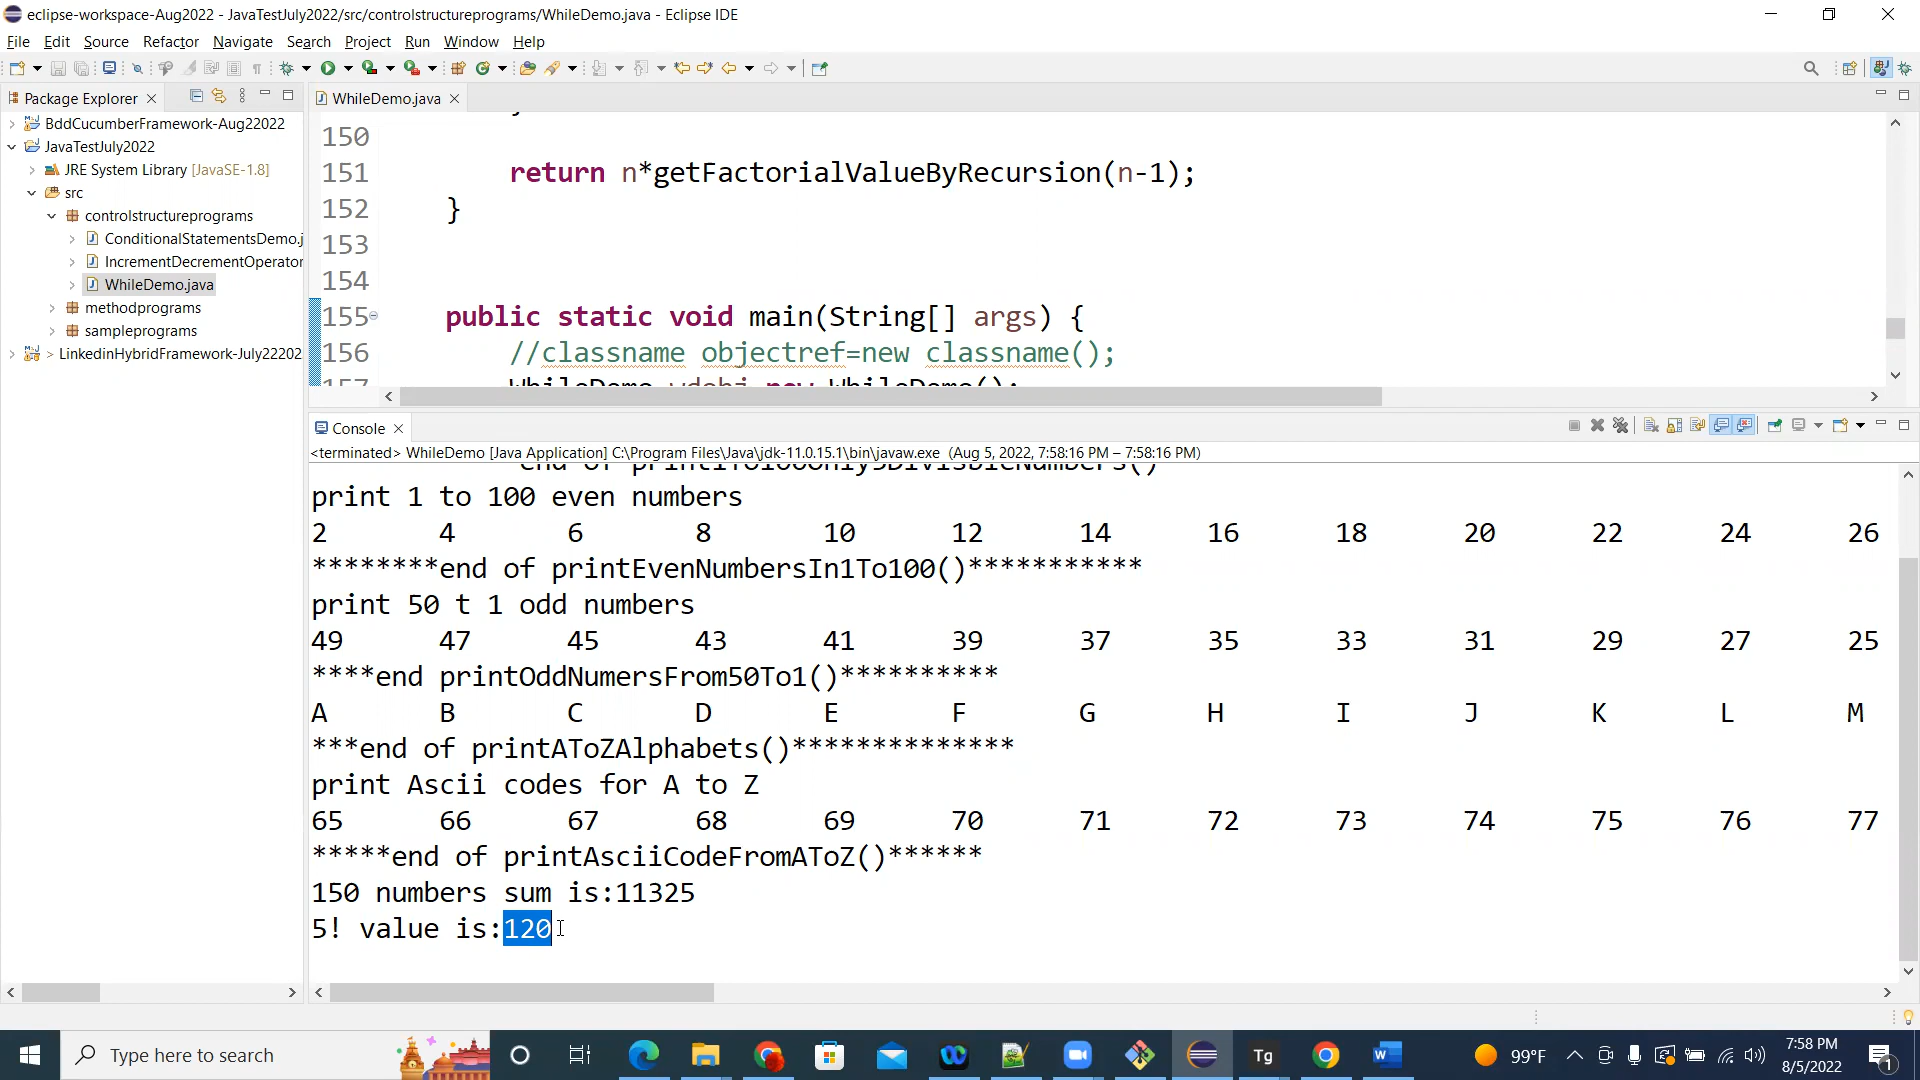 eclipse-workspace-Aug2022 - JavaTestJuly2022/src/controlstructureprograms/WhileDemo.java - Eclipse IDE
File Edit Source Refactor Navigate Search Project Run Window Help
Package Explorer
BddCucumberFramework-Aug22022
JavaTestJuly2022
JRE System Library [JavaSE-1.8]
src
controlstructureprograms
ConditionalStatementsDemo.j
IncrementDecrementOperator
WhileDemo.java
methodprograms
sampleprograms
> LinkedinHybridFramework-July22202
WhileDemo.java
150
151 return n*getFactorialValueByRecursion(n-1);
152 }
153
154
155 public static void main(String[] args) {
156 //classname objectref=new classname();
157 WhileDemo wdobj=new WhileDemo();
Console
<terminated> WhileDemo [Java Application] C:\Program Files\Java\jdk-11.0.15.1\bin\javaw.exe (Aug 5, 2022, 7:58:16 PM – 7:58:16 PM)
print 1 to 100 even numbers
2 4 6 8 10 12 14 16 18 20 22 24 26
********end of printEvenNumbersIn1To100()***********
print 50 t 1 odd numbers
49 47 45 43 41 39 37 35 33 31 29 27 25
****end printOddNumersFrom50To1()**********
A B C D E F G H I J K L M
***end of printAToZAlphabets()**************
print Ascii codes for A to Z
65 66 67 68 69 70 71 72 73 74 75 76 77
*****end of printAsciiCodeFromAToZ()******
150 numbers sum is:11325
5! value is:120
Type here to search
Tg
99°F
7:58 PM
8/5/2022
1